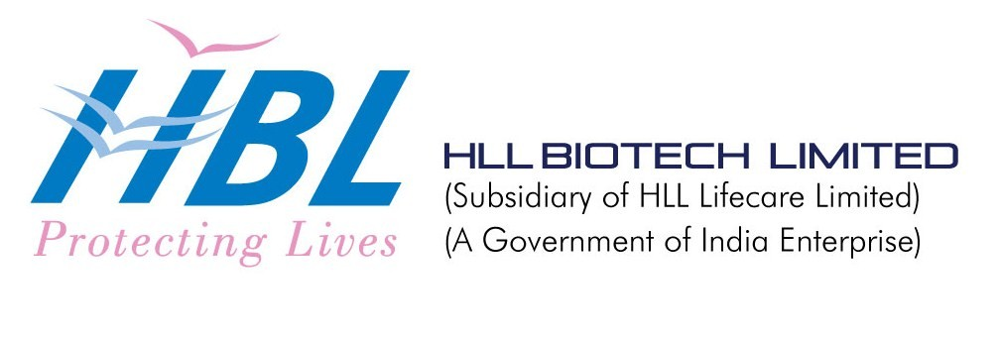 HBL
Protecting Lives
HLL BIOTECH LIMITED
(Subsidiary of HLL Lifecare Limited)
(A Government of India Enterprise)